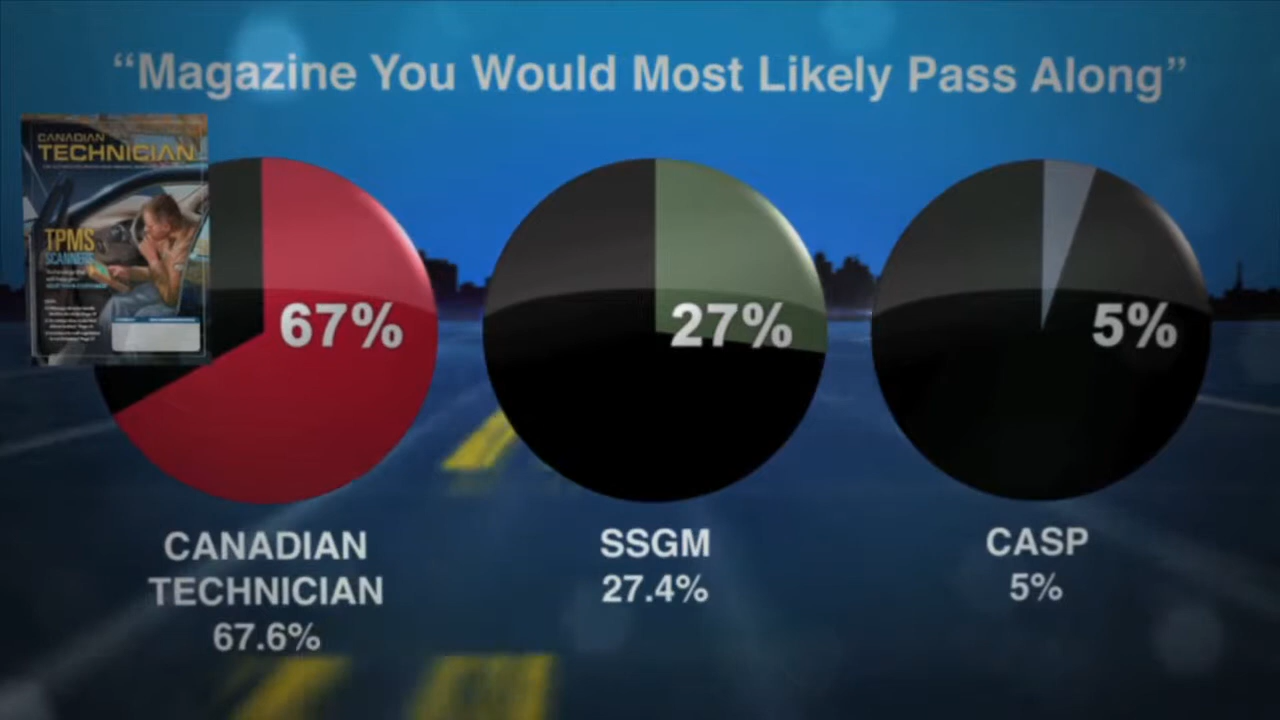 “Magazine You Would Most Likely Pass Along”
CANADIAN
TECHNICIAN
TPMS
SCANNERS
67%
27%
5%
CANADIAN
TECHNICIAN
67.6%
SSGM
27.4%
CASP
5%